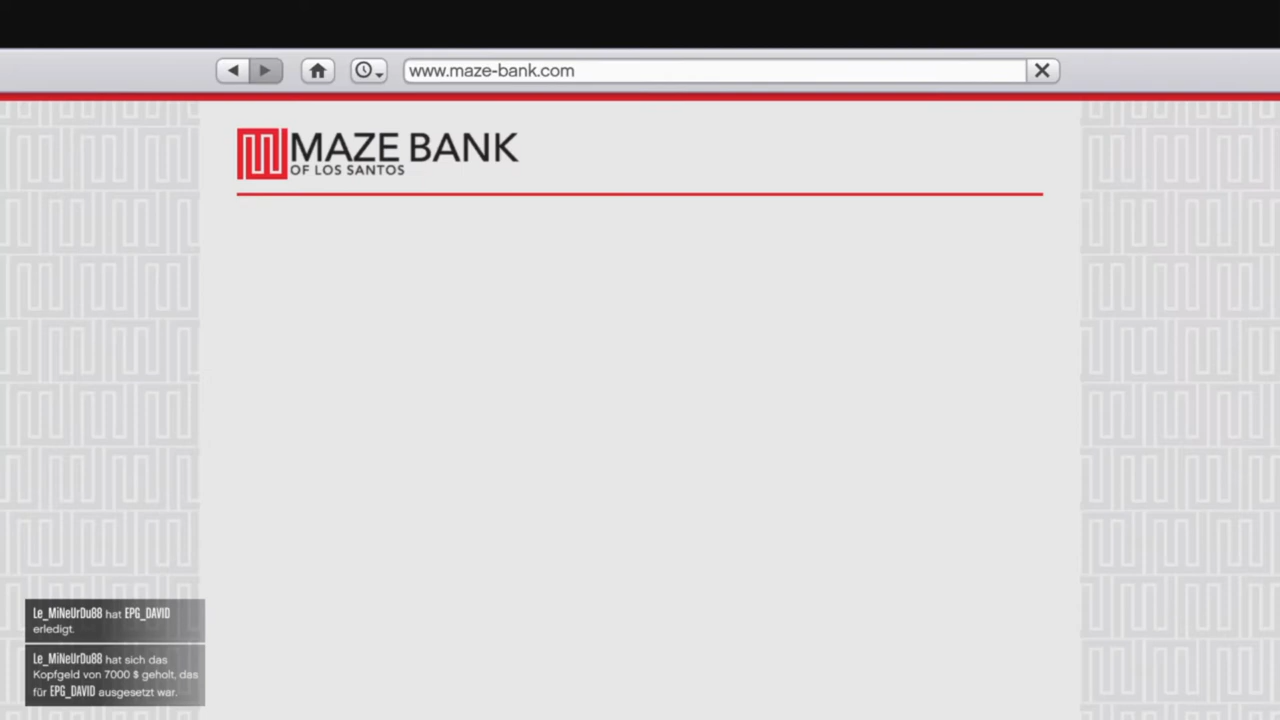 www.maze-bank.com
MAZE BANK
OF LOS SANTOS
Le_MiNeUrDu88 hat EPG_DAVID
erledigt.
Le_MiNeUrDu88 hat sich das
Kopfgeld von 7000 $ geholt, das
für EPG_DAVID ausgesetzt war.